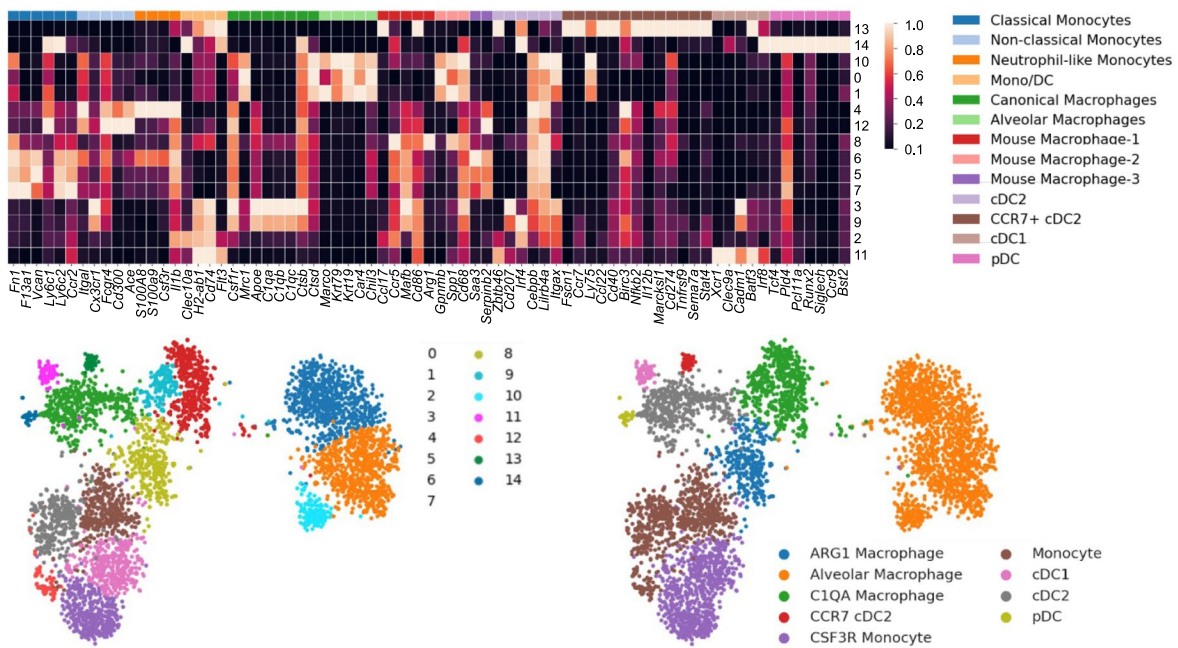 13
14
10
0
1
4
12
8
6
5
7
3
9
2
11
1.0
0.8
0.6
0.4
0.2
0.1
Classical Monocytes
Non-classical Monocytes
Neutrophil-like Monocytes
Mono/DC
Canonical Macrophages
Alveolar Macrophages
Mouse Macrophage-1
Mouse Macrophage-2
Mouse Macrophage-3
cDC2
CCR7+ cDC2
cDC1
pDC
Fn1 F13a1 Vcan Ly6c1 Ly6c2 Ccr2 Itgal Cx3cr1 Fcgr4 Cd300 Ace S100A8 S100a9 Csf3r Il1b Clec10a H2-ab1 Cd74 Flt3 Csf1r Mrc1 Apoe C1qa C1qb C1qc Ctsb Ctsd Marco Krt79 Krt19 Car4 Chil3 Ccl17 Ccr5 Mafb Cd86 Arg1 Gpnmb Spp1 Cd68 Saa3 Serpinb2 Zbtb46 Cd207 Irf4 Cebpb Lilrb4a Itgax Fscn1 Ccr7 Ly75 Ccl22 Cd40 Birc3 Nfkb2 Il12b Marcksl1 Cd274 Tnfrsf9 Sema7a Stat4 Xcr1 Clec9a Cadm1 Batf3 Irf8 Tcf4 Pld4 Runx2 Siglech Ccr9 Bst2
0
1
2
3
4
5
6
7
8
9
10
11
12
13
14
ARG1 Macrophage
Alveolar Macrophage
C1QA Macrophage
CCR7 cDC2
CSF3R Monocyte
Monocyte
cDC1
cDC2
pDC